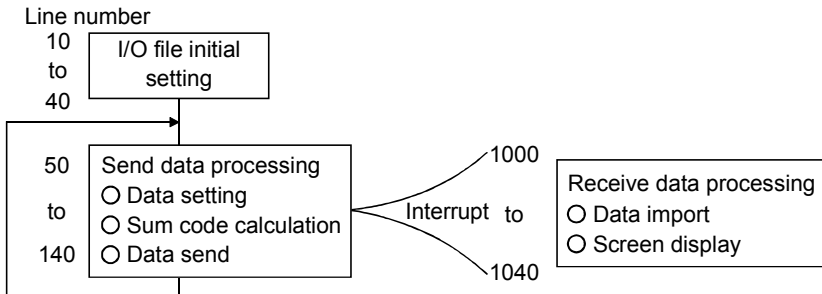 Line number
10
to
40
I/O file initial
setting
50
to
140
Send data processing
○ Data setting
○ Sum code calculation
○ Data send
Interrupt
1000
to
1040
Receive data processing
○ Data import
○ Screen display